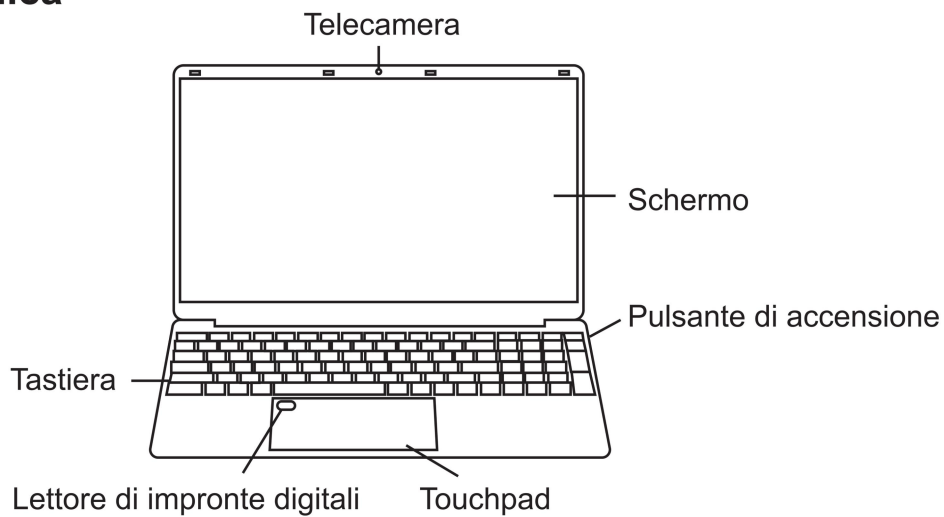 Telecamera
Schermo
Pulsante di accensione
Tastiera
Lettore di impronte digitali
Touchpad